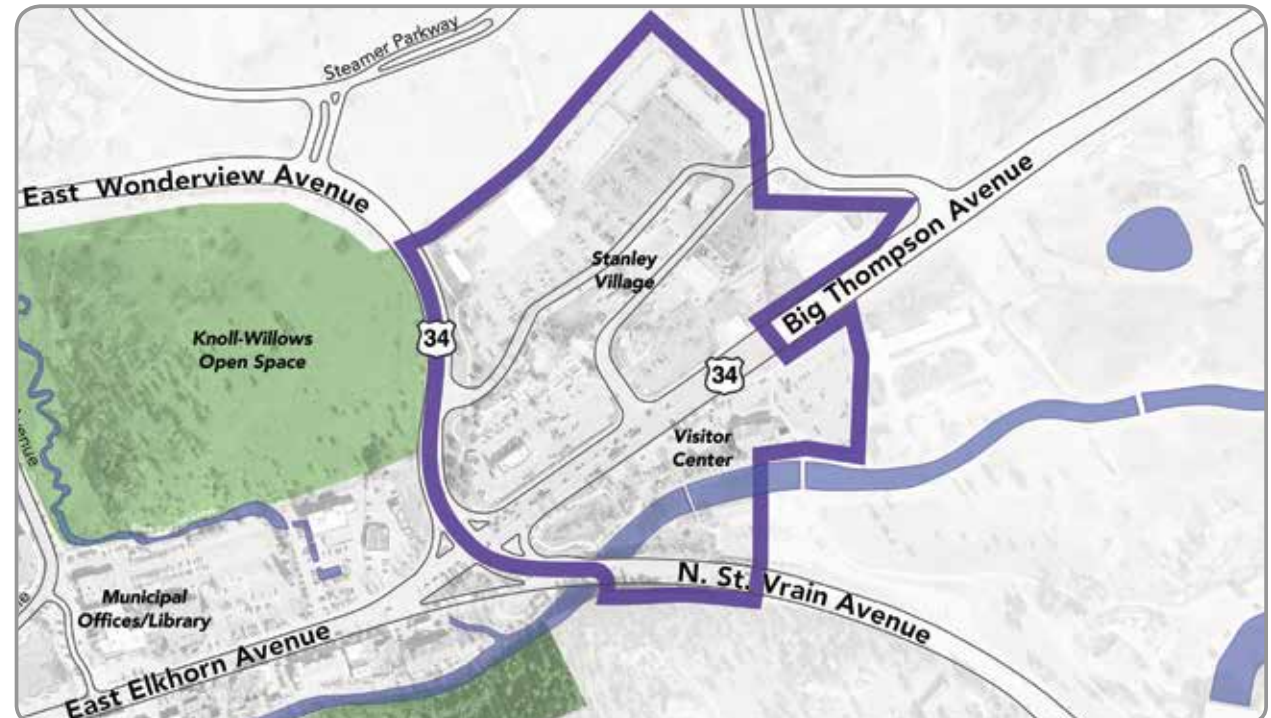 Steamer Parkway
East Wonderview Avenue
Big Thompson Avenue
Stanley
Village
Knoll-Willows
Open Space
34
34
Visitor
Center
Avenue
N. St. Vrain Avenue
Municipal
Offices/Library
East Elkhorn Avenue